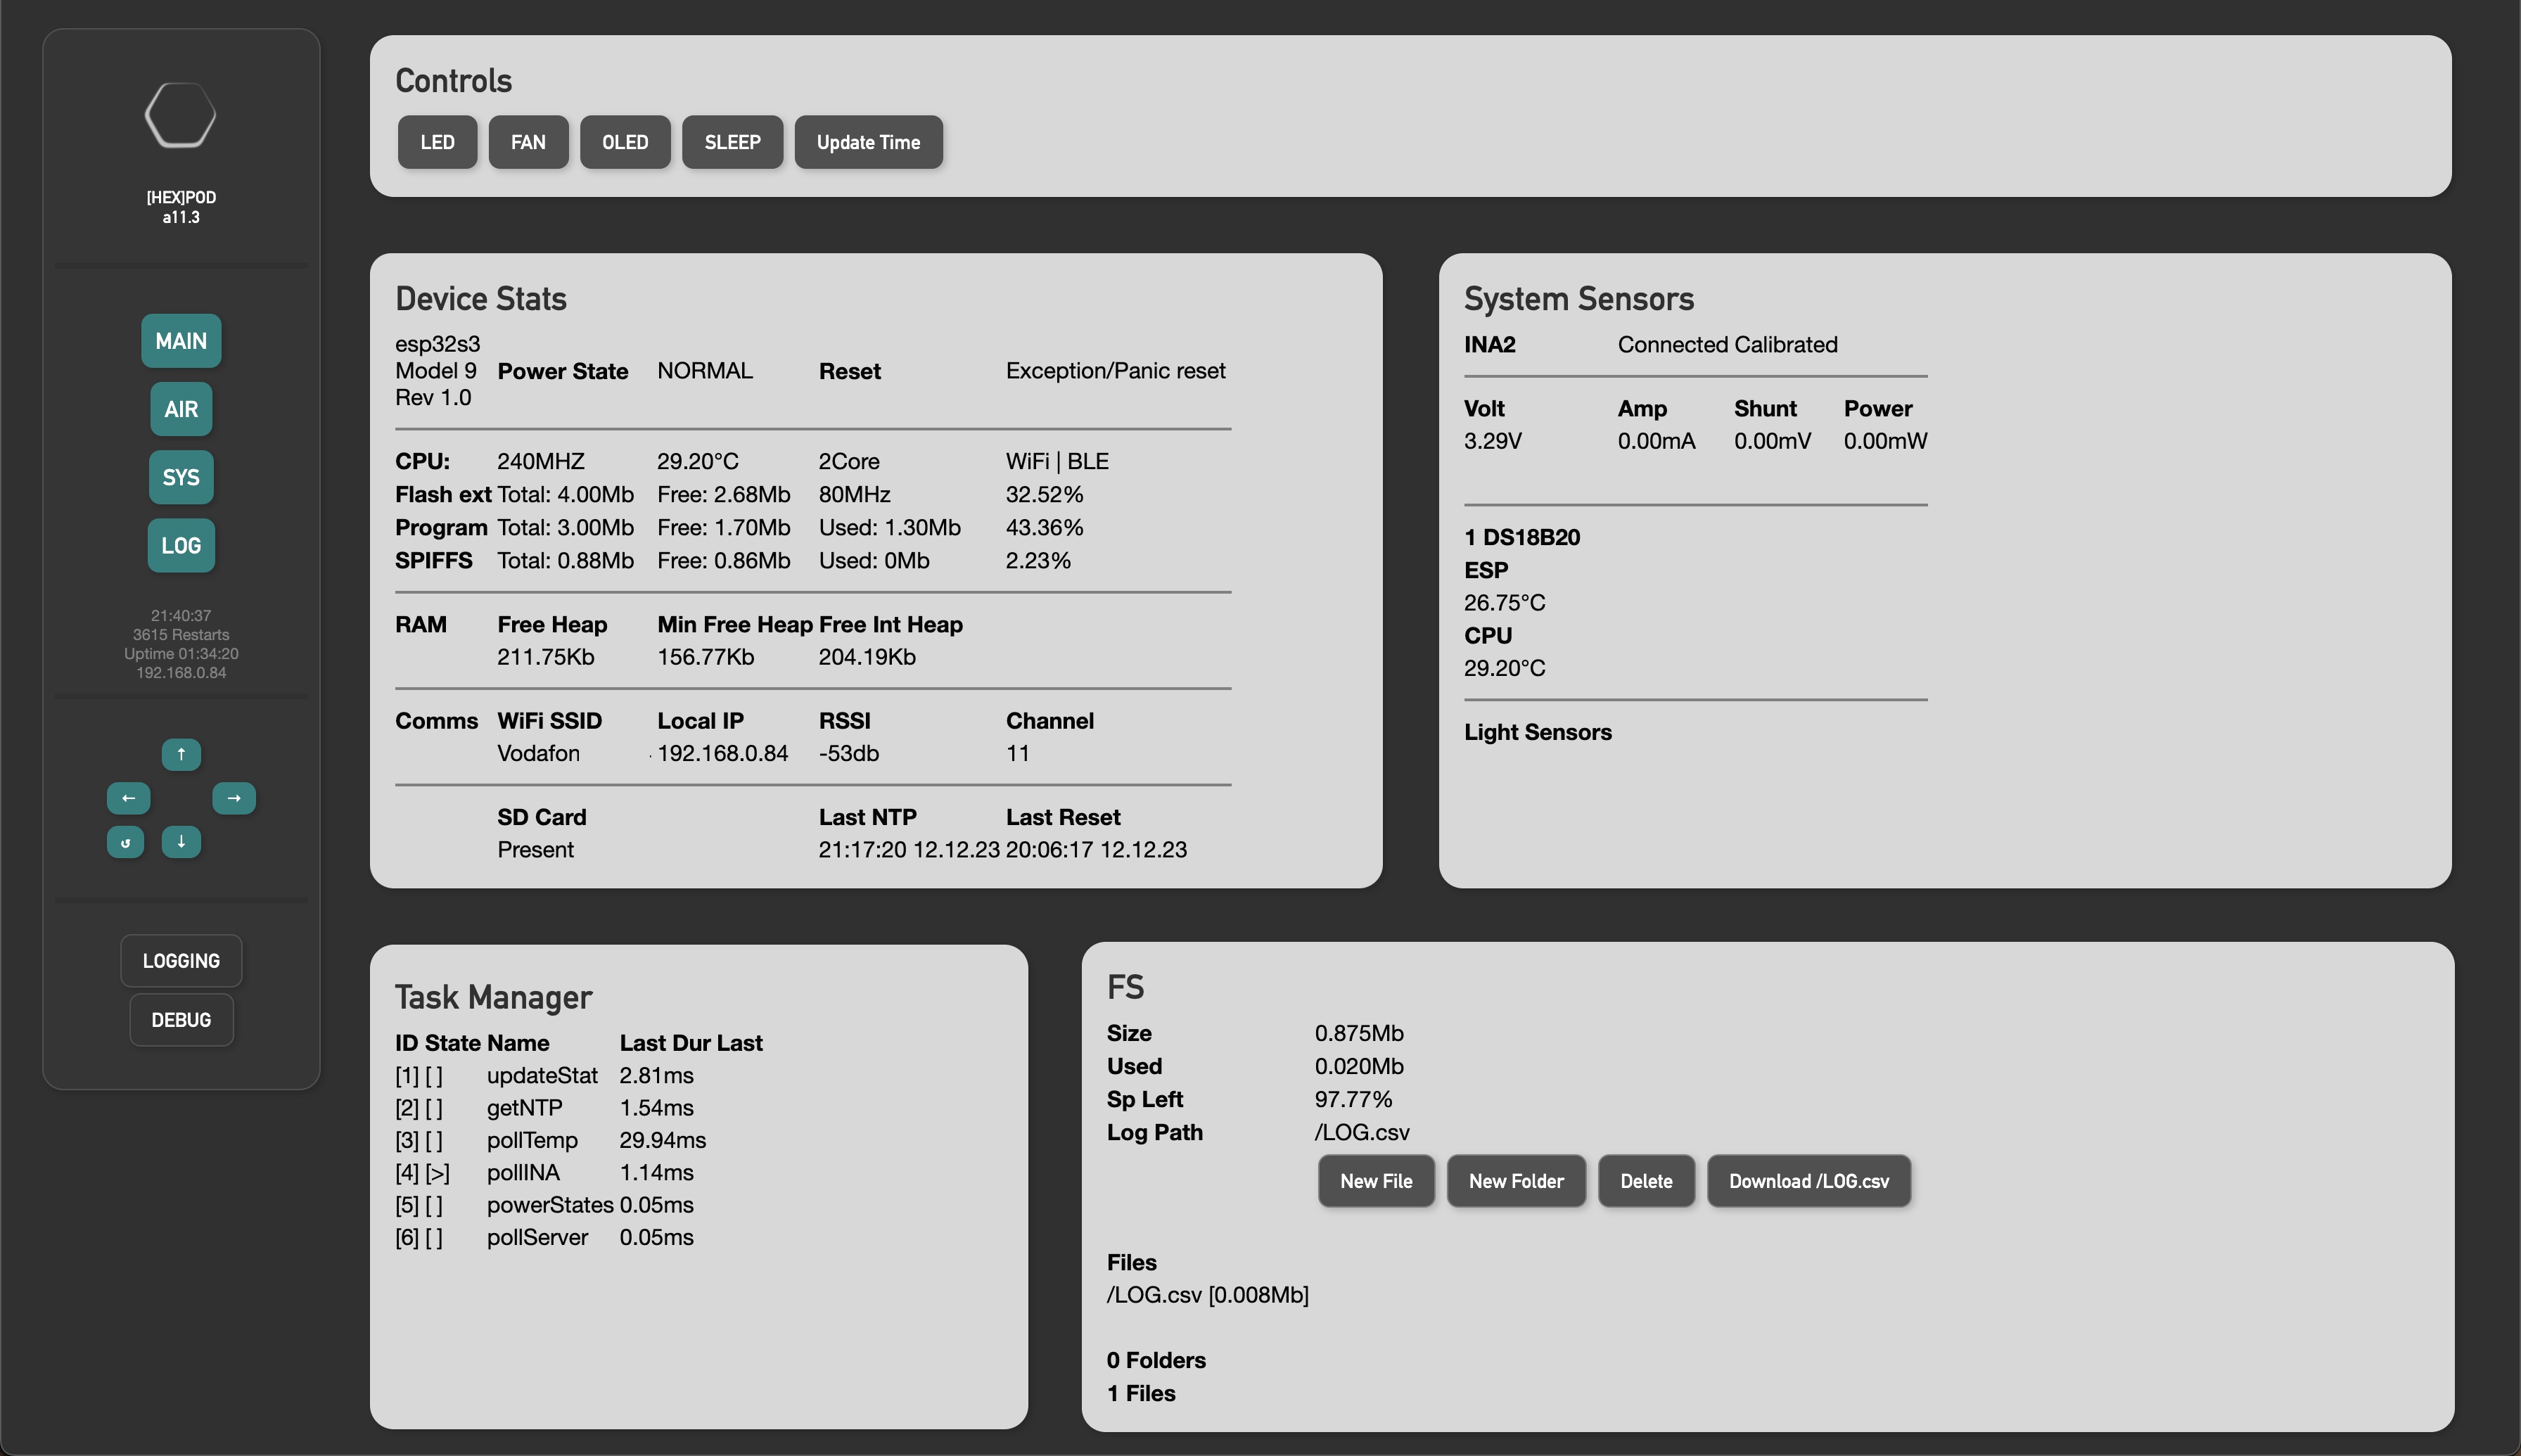 [HEX]POD
a11.3
MAIN
AIR
SYS
LOG
21:40:37
3615 Restarts
Uptime 01:34:20
192.168.0.84
↑
← →
↺ ↓
LOGGING
DEBUG
Controls
LED FAN OLED SLEEP Update Time
Device Stats
esp32s3
Model 9 Power State NORMAL Reset Exception/Panic reset
Rev 1.0
CPU: 240MHZ 29.20°C 2Core WiFi | BLE
Flash ext Total: 4.00Mb Free: 2.68Mb 80MHz 32.52%
Program Total: 3.00Mb Free: 1.70Mb Used: 1.30Mb 43.36%
SPIFFS Total: 0.88Mb Free: 0.86Mb Used: 0Mb 2.23%
RAM Free Heap Min Free Heap Free Int Heap
211.75Kb 156.77Kb 204.19Kb
Comms WiFi SSID Local IP RSSI Channel
Vodafon 192.168.0.84 -53db 11
SD Card Last NTP Last Reset
Present 21:17:20 12.12.23 20:06:17 12.12.23
System Sensors
INA2 Connected Calibrated
Volt Amp Shunt Power
3.29V 0.00mA 0.00mV 0.00mW
1 DS18B20
ESP
26.75°C
CPU
29.20°C
Light Sensors
Task Manager
ID State Name Last Dur Last
[1] [ ] updateStat 2.81ms
[2] [ ] getNTP 1.54ms
[3] [ ] pollTemp 29.94ms
[4] [>] pollINA 1.14ms
[5] [ ] powerStates 0.05ms
[6] [ ] pollServer 0.05ms
FS
Size 0.875Mb
Used 0.020Mb
Sp Left 97.77%
Log Path /LOG.csv
New File New Folder Delete Download /LOG.csv
Files
/LOG.csv [0.008Mb]
0 Folders
1 Files